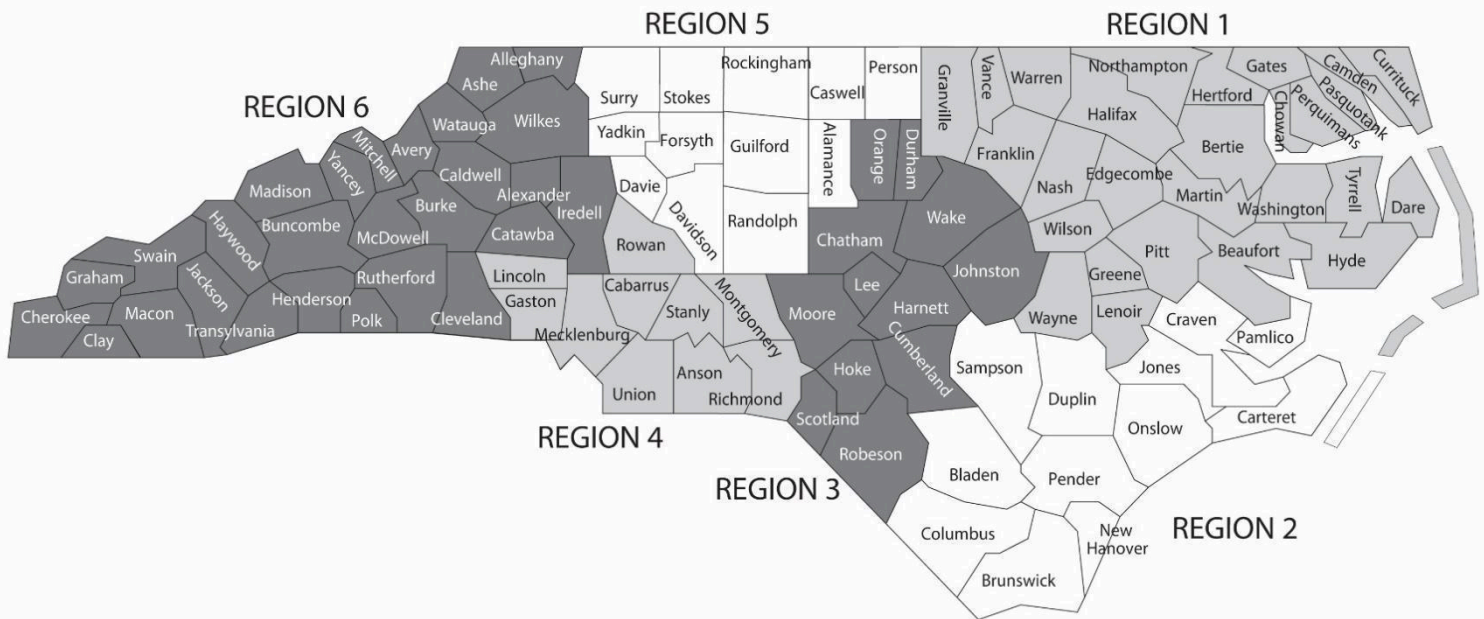 REGION 5
REGION 1
REGION 6
Alleghany
Ashe
Surry
Stokes
Rockingham
Caswell
Person
Granville
Vance
Warren
Northampton
Gates
Camden
Currituck
Pasquotank
Perquimans
Chowan
Hertford
Halifax
Watauga
Wilkes
Yadkin
Forsyth
Guilford
Alamance
Orange
Durham
Franklin
Bertie
Mitchell
Avery
Yancey
Caldwell
Alexander
Iredell
Davie
Davidson
Randolph
Nash
Edgecombe
Martin
Washington
Tyrrell
Dare
Madison
Buncombe
Burke
McDowell
Catawba
Rowan
Chatham
Wake
Wilson
Pitt
Beaufort
Hyde
Haywood
Swain
Graham
Jackson
Rutherford
Lincoln
Cabarrus
Stanly
Montgomery
Lee
Johnston
Harnett
Greene
Lenoir
Wayne
Craven
Pamlico
Cherokee
Macon
Clay
Transylvania
Henderson
Polk
Cleveland
Gaston
Mecklenburg
Moore
Cumberland
Sampson
Duplin
Jones
Union
Anson
Richmond
Hoke
Scotland
Robeson
Onslow
Carteret
REGION 4
REGION 3
Bladen
Pender
Columbus
New
Hanover
REGION 2
Brunswick